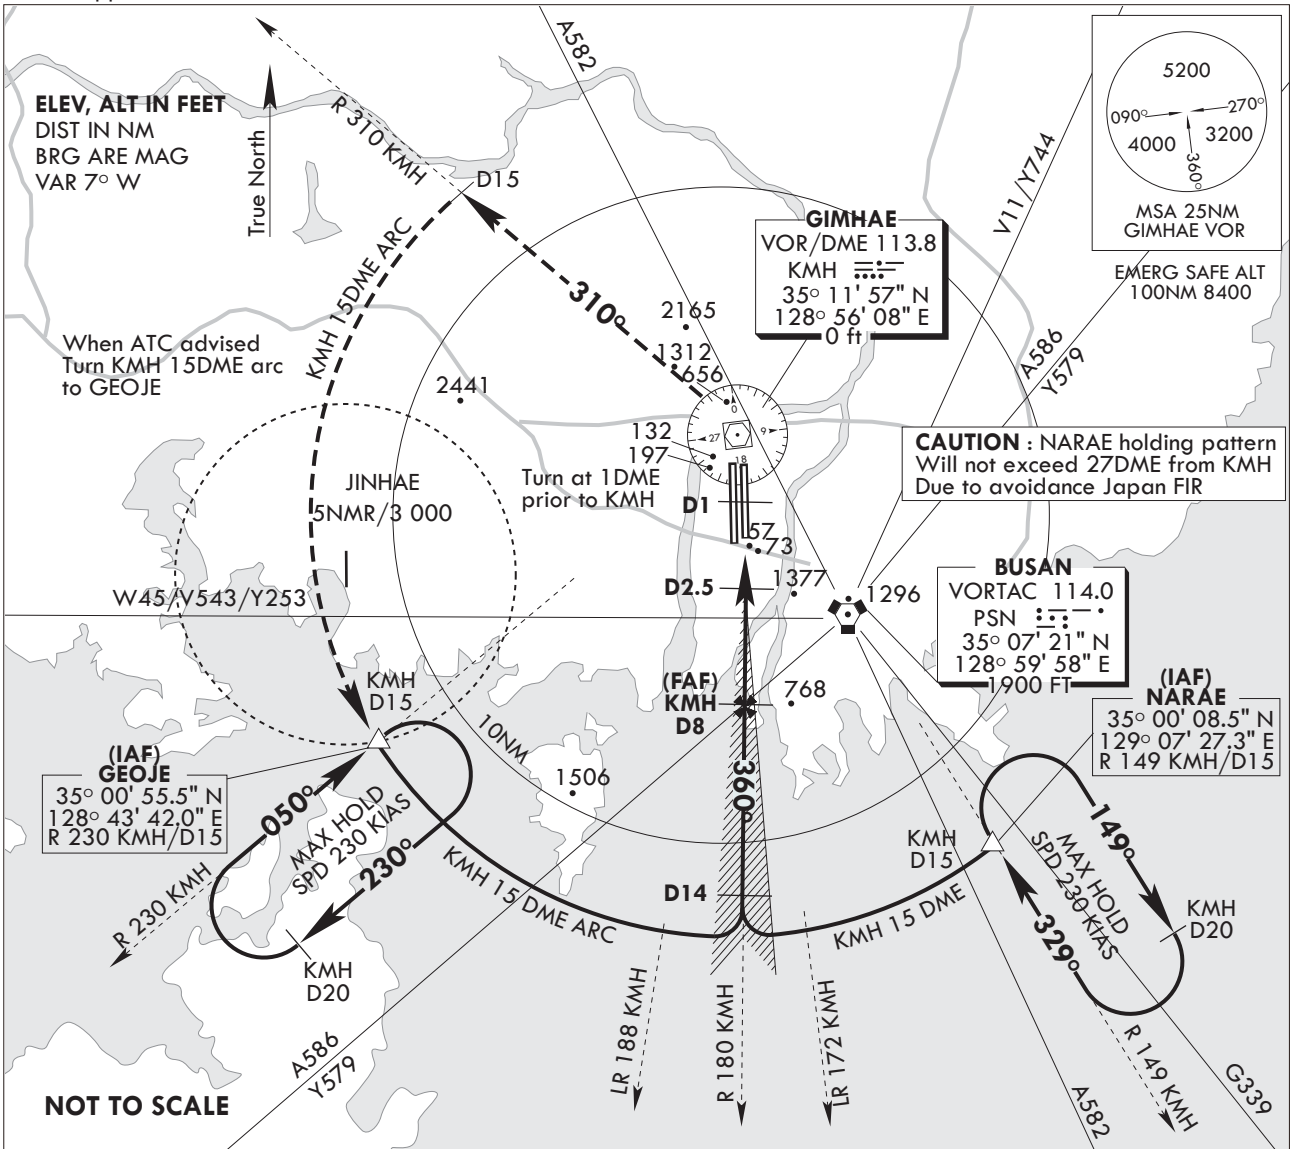 A582
5200
090°
270°
4000
3200
360°
MSA 25NM
GIMHAE VOR
EMERG SAFE ALT
100NM 8400
ELEV, ALT IN FEET
DIST IN NM
BRG ARE MAG
VAR 7° W
True North
R 310 KMH
D15
V11/Y744
GIMHAE
VOR/DME 113.8
KMH
35° 11' 57" N
128° 56' 08" E
0 ft
KMH 15DME ARC
310°
2165
1312
656
When ATC advised
Turn KMH 15DME arc
to GEOJE
2441
A586
Y579
0
27
9
18
132
197
Turn at 1DME
prior to KMH
CAUTION : NARAE holding pattern
Will not exceed 27DME from KMH
Due to avoidance Japan FIR
JINHAE
5NMR/3 000
D1
57
73
D2.5
1377
1296
W45/V543/Y253
BUSAN
VORTAC 114.0
PSN
35° 07' 21" N
128° 59' 58" E
1900 FT
KMH
D15
(FAF)
KMH
D8
768
(IAF)
NARAE
35° 00' 08.5" N
129° 07' 27.3" E
R 149 KMH/D15
10NM
(IAF)
GEOJE
35° 00' 55.5" N
128° 43' 42.0" E
R 230 KMH/D15
050°
MAX HOLD
SPD 230 KIAS
230°
1506
360°
KMH
D15
149°
MAX HOLD
SPD 230 KIAS
329°
KMH
D20
R 230 KMH
KMH 15 DME ARC
D14
KMH 15 DME
KMH
D20
LR 188 KMH
R 180 KMH
LR 172 KMH
R 149 KMH
G339
A586
Y579
A582
NOT TO SCALE